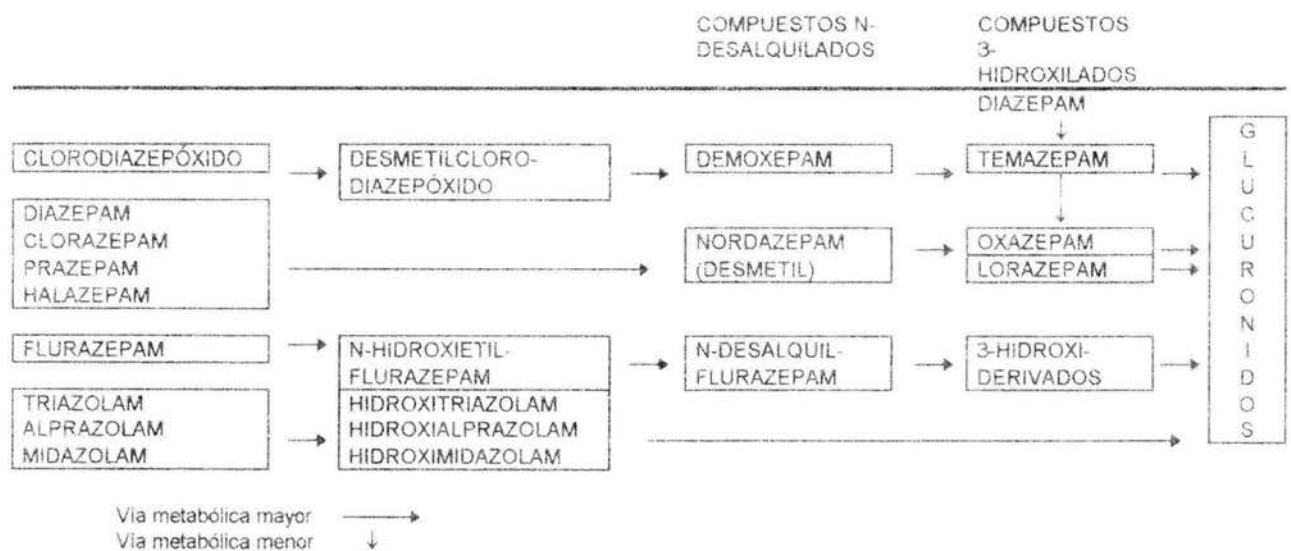 COMPUESTOS N-
DESALQUILADOS
COMPUESTOS
3-
HIDROXILADOS
DIAZEPAM
CLORODIAZEPÓXIDO
DESMETILCLORO-
DIAZEPÓXIDO
DEMOXEPAM
TEMAZEPAM
DIAZEPAM
CLORAZEPAM
PRAZEPAM
HALAZEPAM
NORDAZEPAM
(DESMETIL)
OXAZEPAM
LORAZEPAM
FLURAZEPAM
N-HIDROXIETIL-
FLURAZEPAM
N-DESALQUIL-
FLURAZEPAM
3-HIDROXI-
DERIVADOS
TRIAZOLAM
ALPRAZOLAM
MIDAZOLAM
HIDROXITRIAZOLAM
HIDROXIALPRAZOLAM
HIDROXIMIDAZOLAM
G
L
U
C
U
R
O
N
I
D
O
S
Vía metabólica mayor
Vía metabólica menor